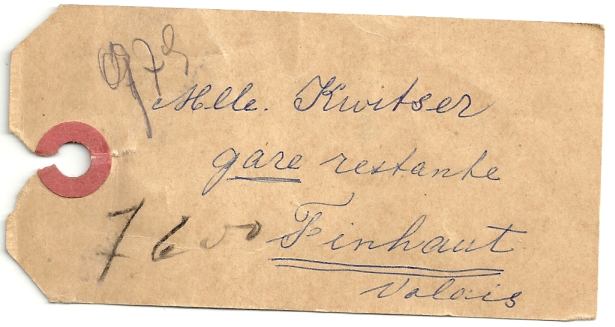 Mlle. Kwitser
gare restante
7600 Finhaut
Valais